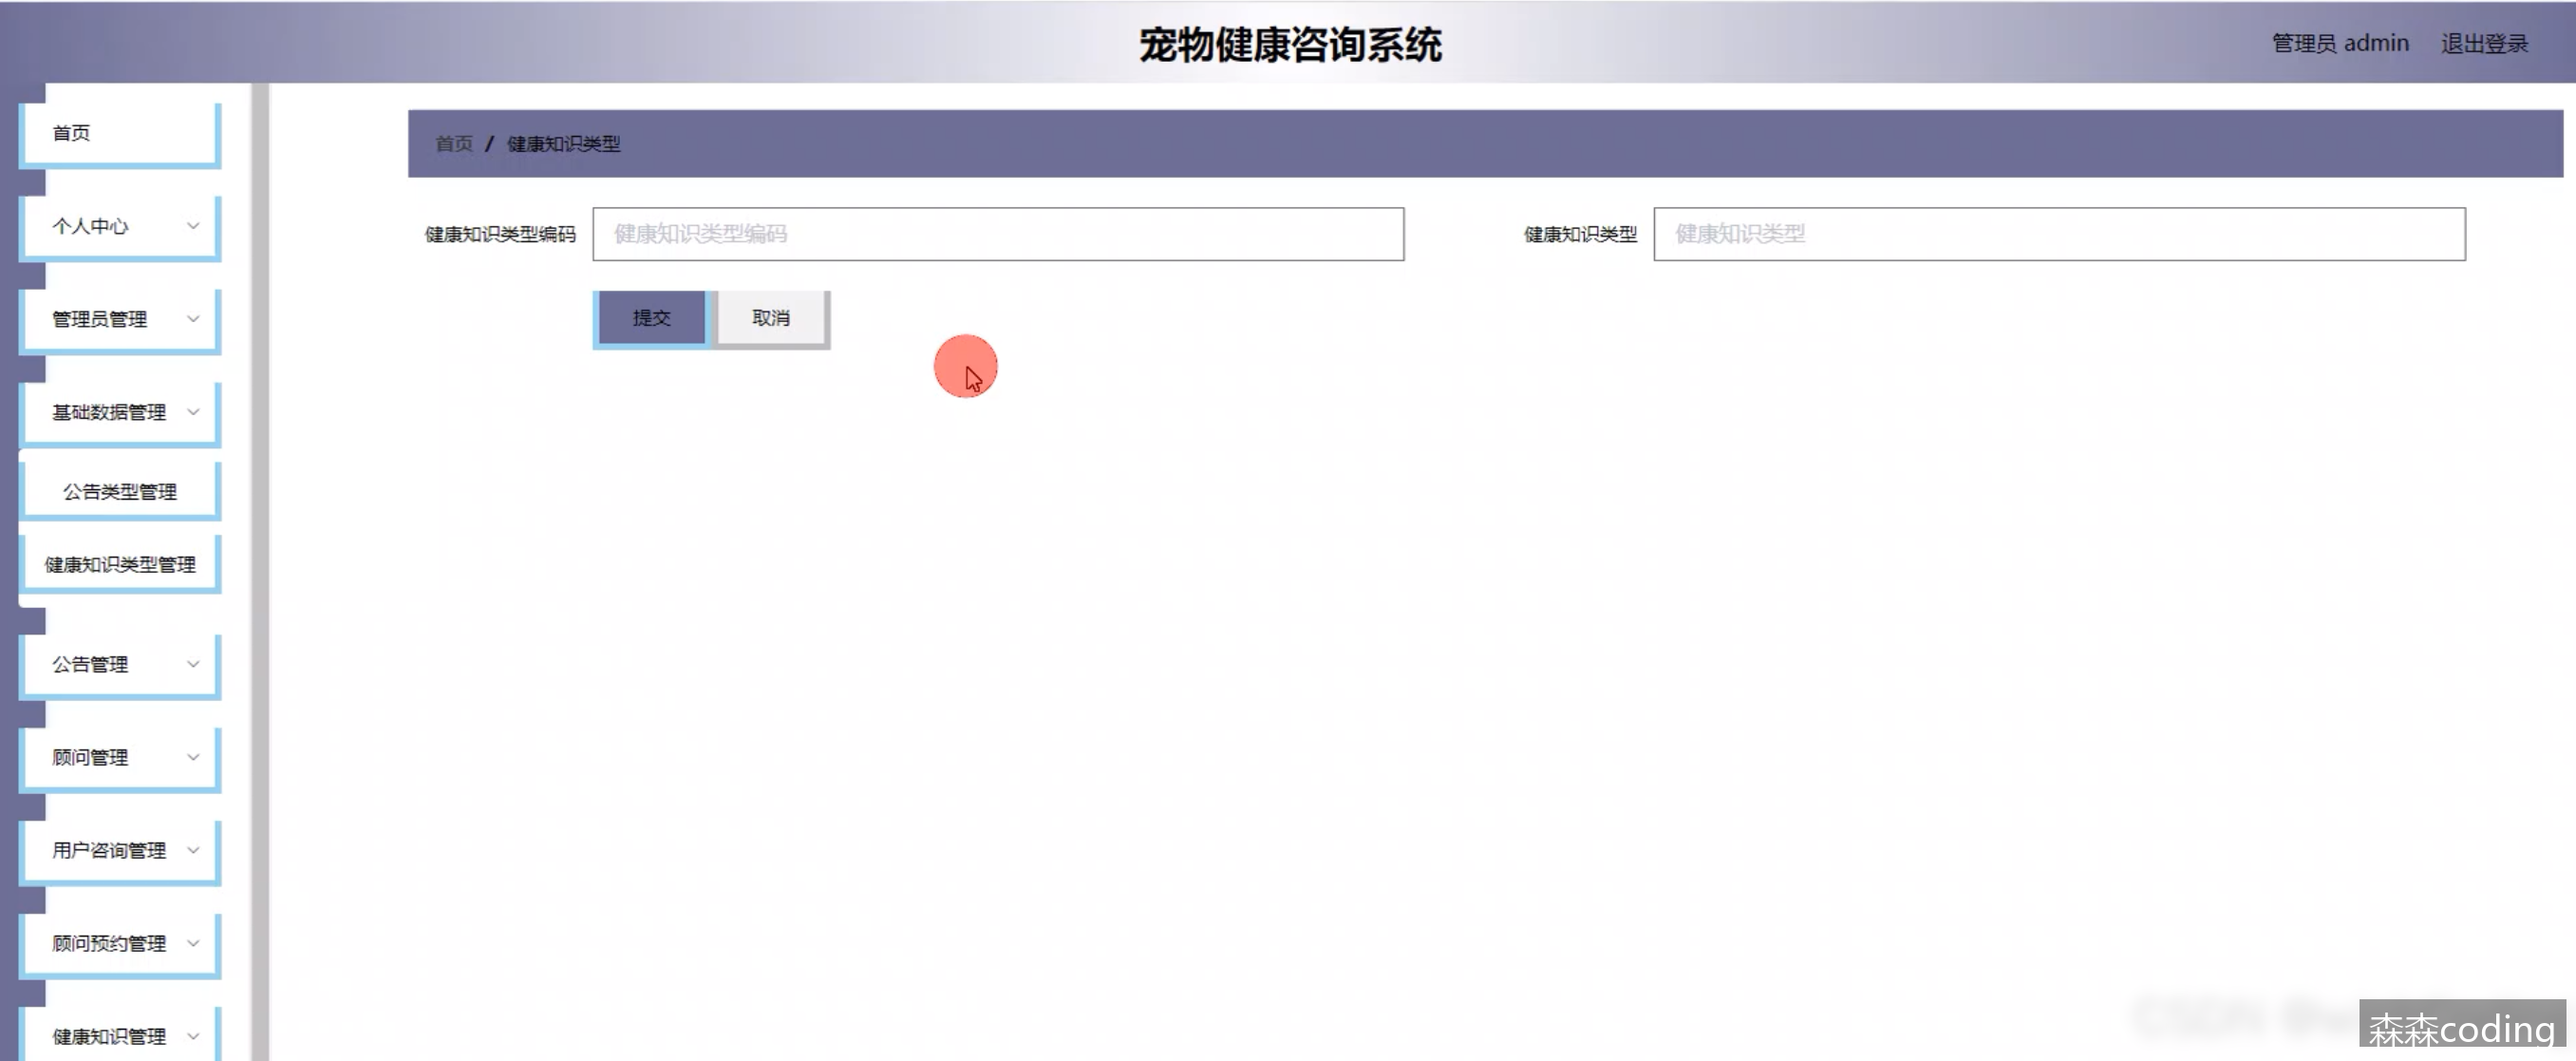 宠物健康咨询系统
管理员 admin
退出登录
首页
个人中心
管理员管理
基础数据管理
公告类型管理
健康知识类型管理
公告管理
顾问管理
用户咨询管理
顾问预约管理
健康知识管理
首页 / 健康知识类型
健康知识类型编码 健康知识类型编码
健康知识类型 健康知识类型
提交 取消
森森coding